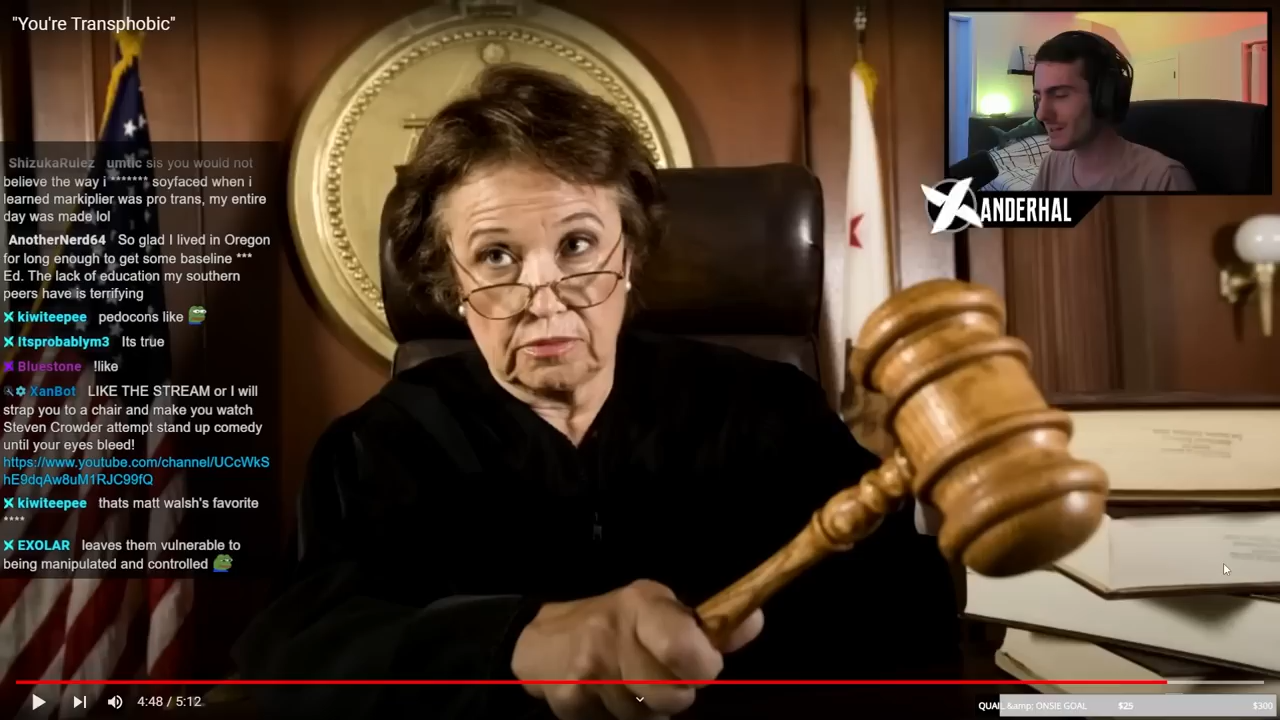 "You're Transphobic"
ANDERHAL
ShizukaRulez umtic sis you would not
believe the way i ******* soyfaced when i
learned markiplier was pro trans, my entire
day was made lol
AnotherNerd64 So glad I lived in Oregon
for long enough to get some baseline ***
Ed. The lack of education my southern
peers have is terrifying
kiwiteepee pedocons like
Itsprobablym3 Its true
Bluestone !like
XanBot LIKE THE STREAM or I will
strap you to a chair and make you watch
Steven Crowder attempt stand up comedy
until your eyes bleed!
https://www.youtube.com/channel/UCcWkS
hE9dqAw8uM1RJC99fQ
kiwiteepee thats matt walsh's favorite
****
EXOLAR leaves them vulnerable to
being manipulated and controlled
4:48 / 5:12
QUAIL &amp; ONSIE GOAL $25 $300